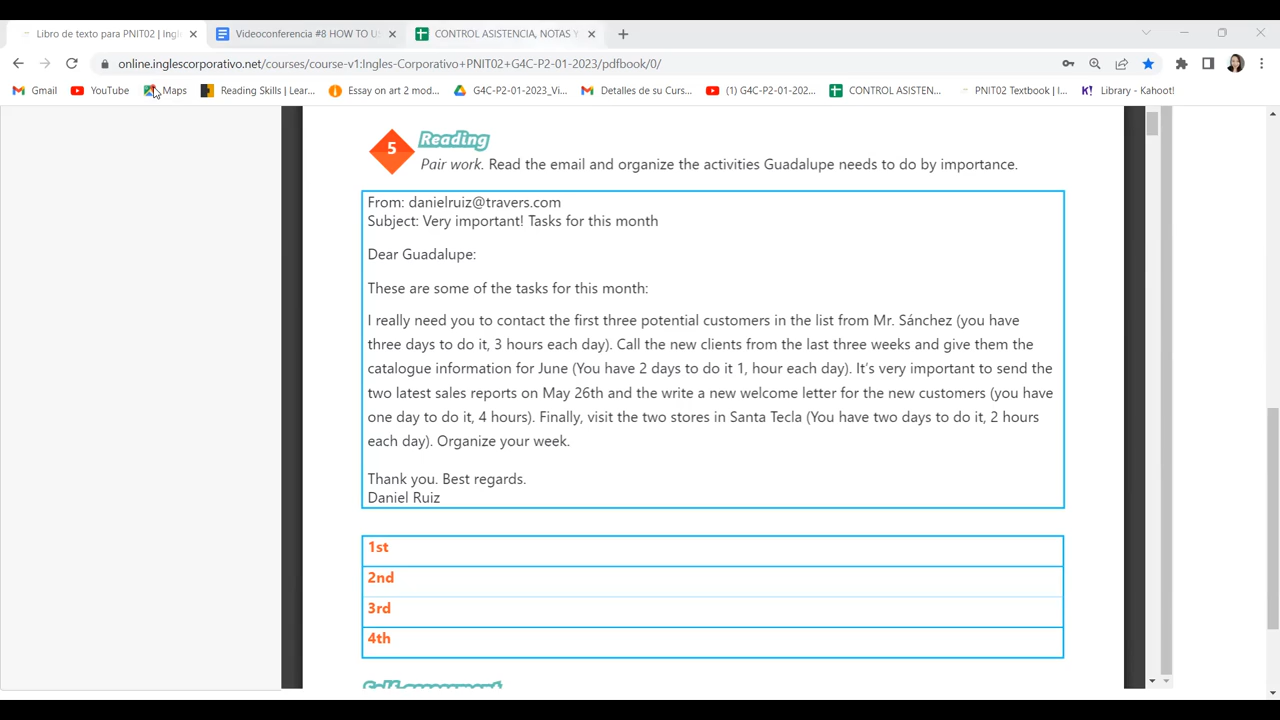 Libro de texto para PNIT02 | Ingl
Videoconferencia #8 HOW TO U
CONTROL ASISTENCIA, NOTAS Y
online.inglescorporativo.net/courses/course-v1:Ingles-Corporativo+PNIT02+G4C-P2-01-2023/pdfbook/0/
Gmail YouTube Maps Reading Skills | Lear... Essay on art 2 mod... G4C-P2-01-2023_Vi... Detalles de su Curs... (1) G4C-P2-01-202... CONTROL ASISTEN... PNIT02 Textbook | I... K! Library - Kahoot!
5 Reading
Pair work. Read the email and organize the activities Guadalupe needs to do by importance.
From: danielruiz@travers.com
Subject: Very important! Tasks for this month
Dear Guadalupe:
These are some of the tasks for this month:
I really need you to contact the first three potential customers in the list from Mr. Sánchez (you have
three days to do it, 3 hours each day). Call the new clients from the last three weeks and give them the
catalogue information for June (You have 2 days to do it 1, hour each day). It's very important to send the
two latest sales reports on May 26th and the write a new welcome letter for the new customers (you have
one day to do it, 4 hours). Finally, visit the two stores in Santa Tecla (You have two days to do it, 2 hours
each day). Organize your week.
Thank you. Best regards.
Daniel Ruiz
1st
2nd
3rd
4th
Self-assessment